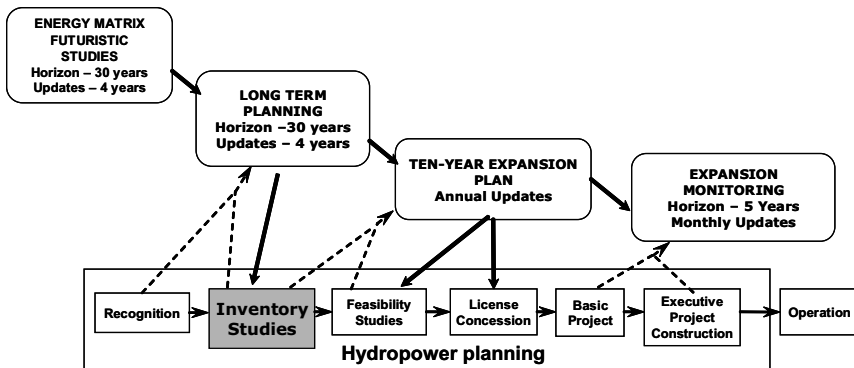 ENERGY MATRIX
FUTURISTIC
STUDIES
Horizon – 30 years
Updates – 4 years
LONG TERM
PLANNING
Horizon –30 years
Updates – 4 years
TEN-YEAR EXPANSION
PLAN
Annual Updates
EXPANSION
MONITORING
Horizon – 5 Years
Monthly Updates
Recognition
Inventory
Studies
Feasibility
Studies
License
Concession
Basic
Project
Executive
Project
Construction
Operation
Hydropower planning